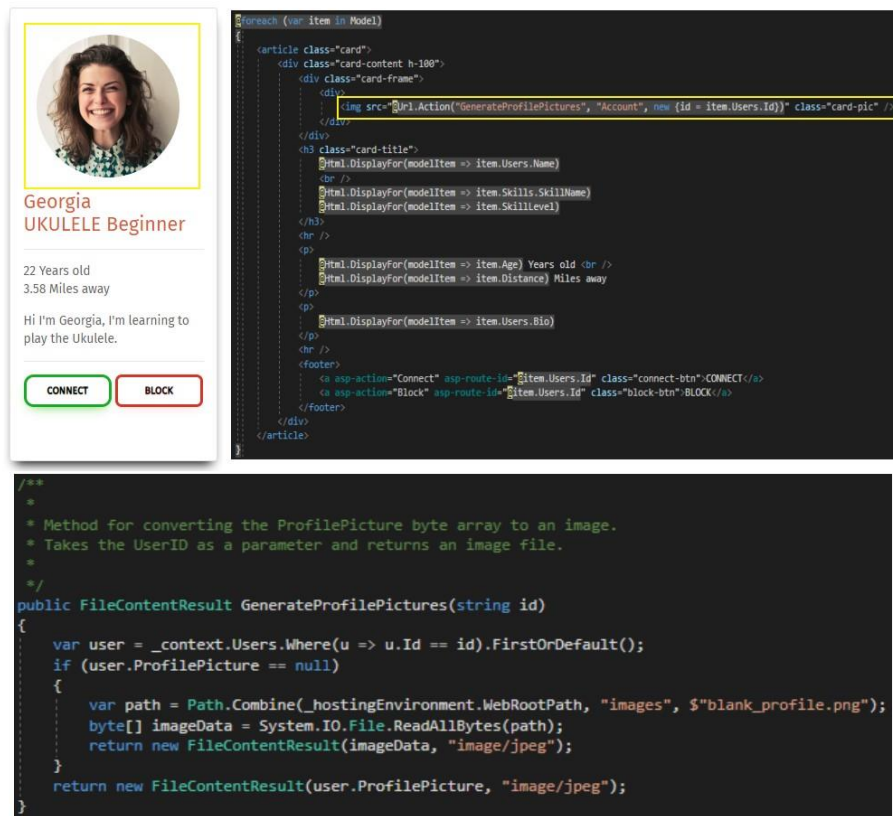 Georgia
UKULELE Beginner
22 Years old
3.58 Miles away
Hi I'm Georgia, I'm learning to
play the Ukulele.
CONNECT
BLOCK
@foreach (var item in Model)
{
<article class="card">
<div class="card-content h-100">
<div class="card-frame">
<div>
<img src="@Url.Action("GenerateProfilePictures", "Account", new {id = item.Users.Id})" class="card-pic" />
</div>
</div>
<h3 class="card-title">
@Html.DisplayFor(modelItem => item.Users.Name)
<br />
@Html.DisplayFor(modelItem => item.Skills.SkillName)
@Html.DisplayFor(modelItem => item.SkillLevel)
</h3>
<hr />
<p>
@Html.DisplayFor(modelItem => item.Age) Years old <br />
@Html.DisplayFor(modelItem => item.Distance) Miles away
</p>
<p>
@Html.DisplayFor(modelItem => item.Users.Bio)
</p>
<hr />
<footer>
<a asp-action="Connect" asp-route-id="@item.Users.Id" class="connect-btn">CONNECT</a>
<a asp-action="Block" asp-route-id="@item.Users.Id" class="block-btn">BLOCK</a>
</footer>
</div>
</article>
}
/**
*
* Method for converting the ProfilePicture byte array to an image.
* Takes the UserID as a parameter and returns an image file.
*
*/
public FileContentResult GenerateProfilePictures(string id)
{
var user = _context.Users.Where(u => u.Id == id).FirstOrDefault();
if (user.ProfilePicture == null)
{
var path = Path.Combine(_hostingEnvironment.WebRootPath, "images", $"blank_profile.png");
byte[] imageData = System.IO.File.ReadAllBytes(path);
return new FileContentResult(imageData, "image/jpeg");
}
return new FileContentResult(user.ProfilePicture, "image/jpeg");
}